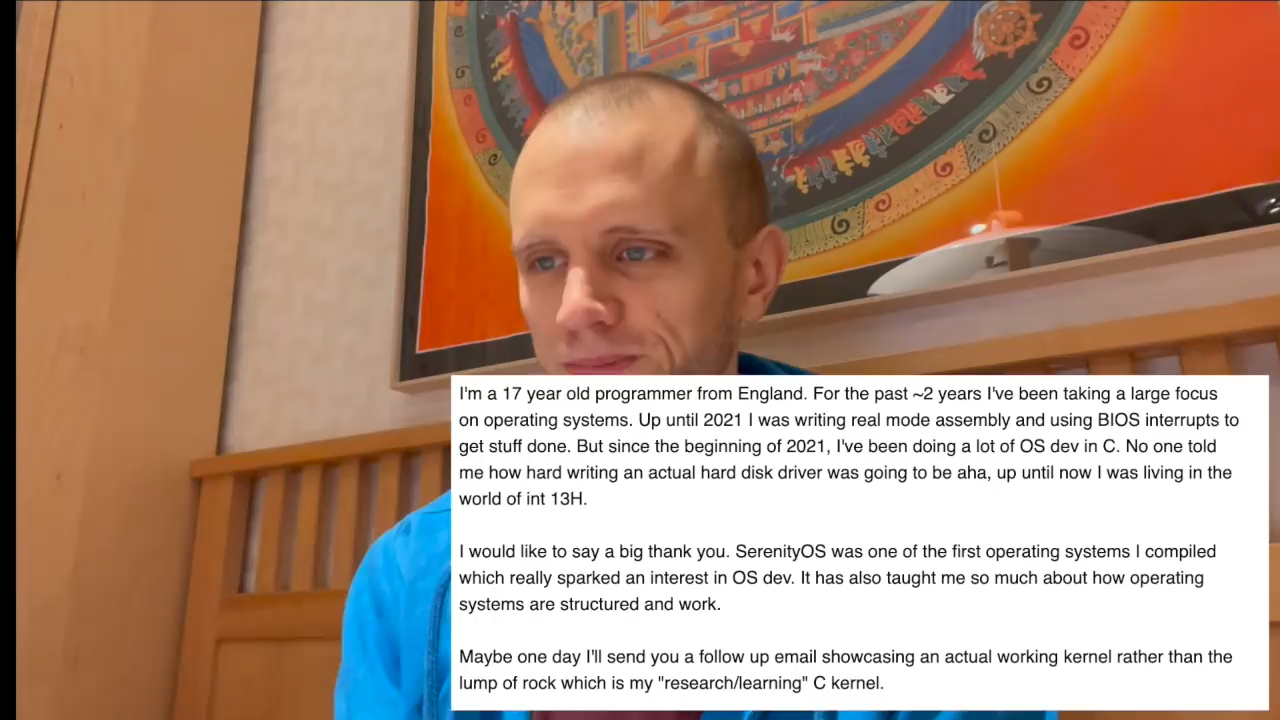 I'm a 17 year old programmer from England. For the past ~2 years I've been taking a large focus
on operating systems. Up until 2021 I was writing real mode assembly and using BIOS interrupts to
get stuff done. But since the beginning of 2021, I've been doing a lot of OS dev in C. No one told
me how hard writing an actual hard disk driver was going to be aha, up until now I was living in the
world of int 13H.
I would like to say a big thank you. SerenityOS was one of the first operating systems I compiled
which really sparked an interest in OS dev. It has also taught me so much about how operating
systems are structured and work.
Maybe one day I'll send you a follow up email showcasing an actual working kernel rather than the
lump of rock which is my "research/learning" C kernel.